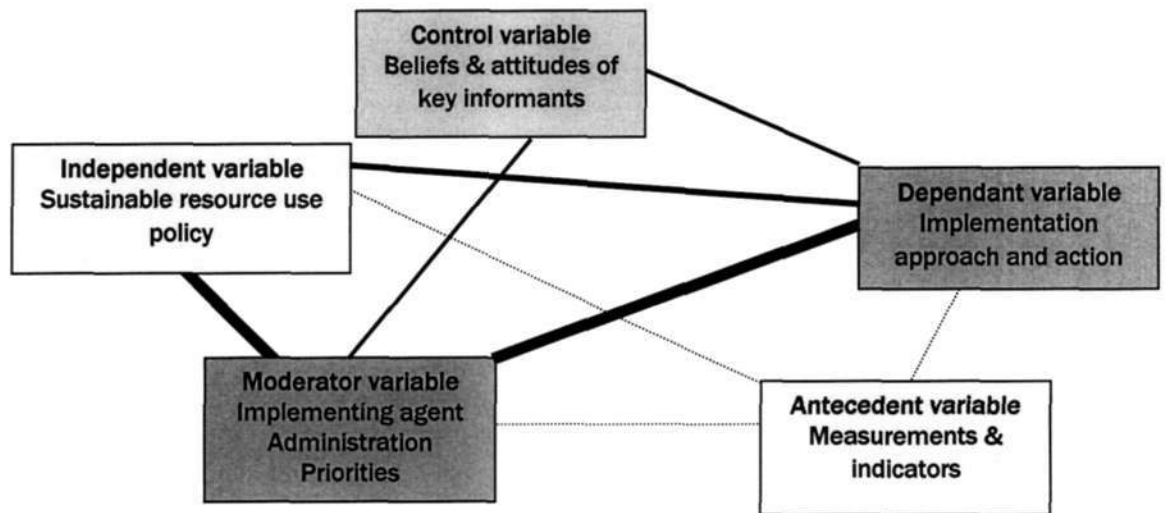 Control variable
Beliefs & attitudes of
key informants
Independent variable
Sustainable resource use
policy
Dependant variable
Implementation
approach and action
Moderator variable
Implementing agent
Administration
Priorities
Antecedent variable
Measurements &
indicators